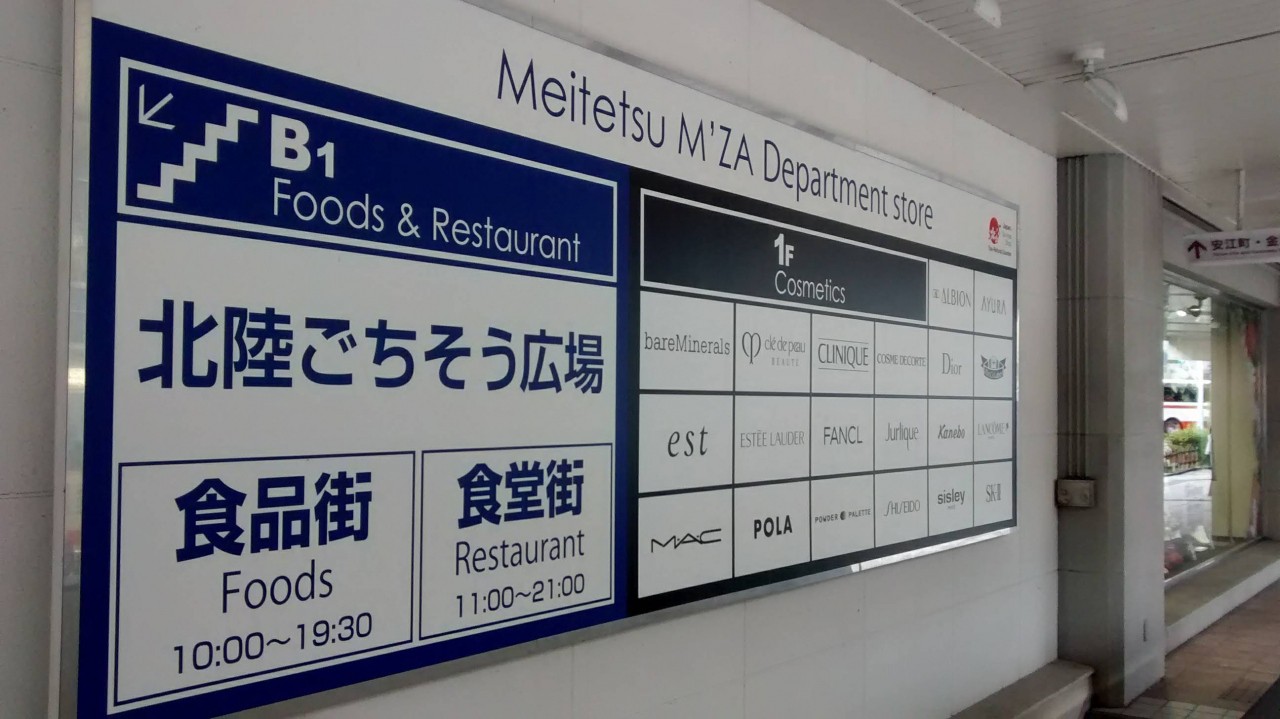 Meitetsu M'ZA Department store
B1
Foods & Restaurant
北陸ごちそう広場
食品街
Foods
10:00～19:30
食堂街
Restaurant
11:00～21:00
1F
Cosmetics
ALBION
AYURA
bareMinerals
clé de peau
BEAUTÉ
CLINIQUE
COSME DECORTE
Dior
est
ESTĒE LAUDER
FANCL
Jurlique
Kanebo
LANCÔME
MAC
POLA
POWDER PALETTE
SHISEIDO
sisley
SK-II
安江町・金